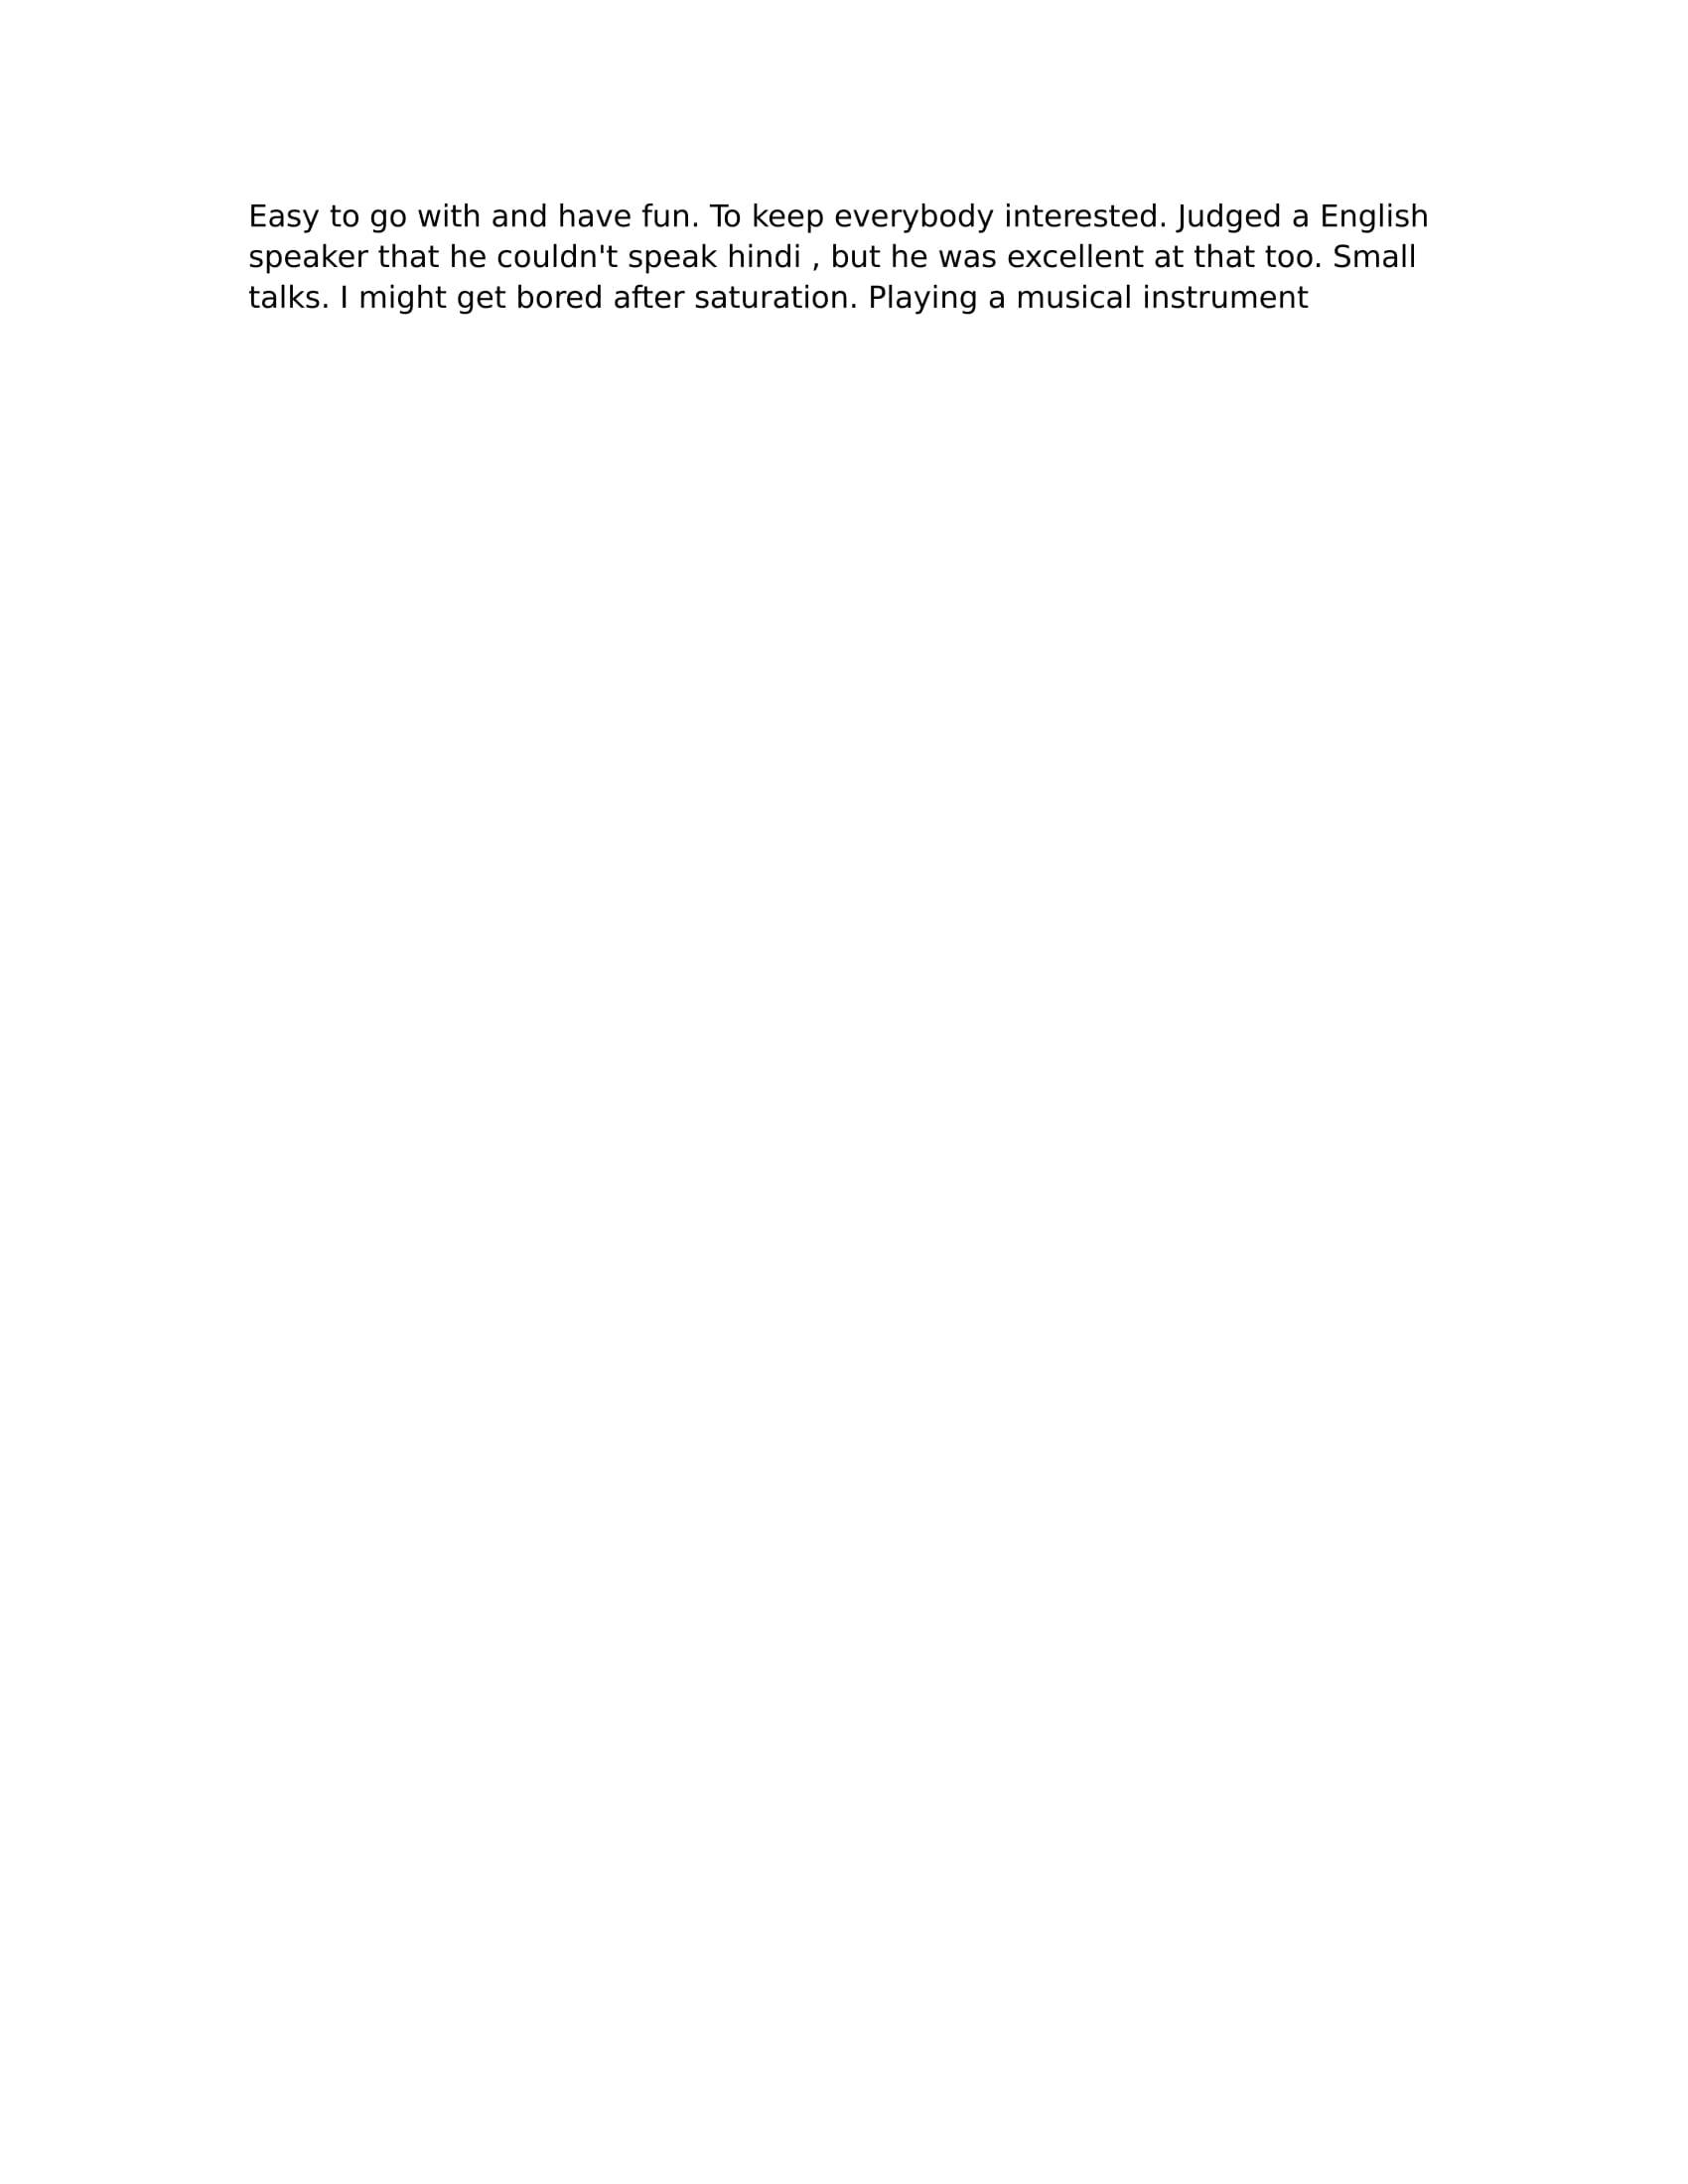 Easy to go with and have fun. To keep everybody interested. Judged a English
speaker that he couldn't speak hindi , but he was excellent at that too. Small
talks. I might get bored after saturation. Playing a musical instrument